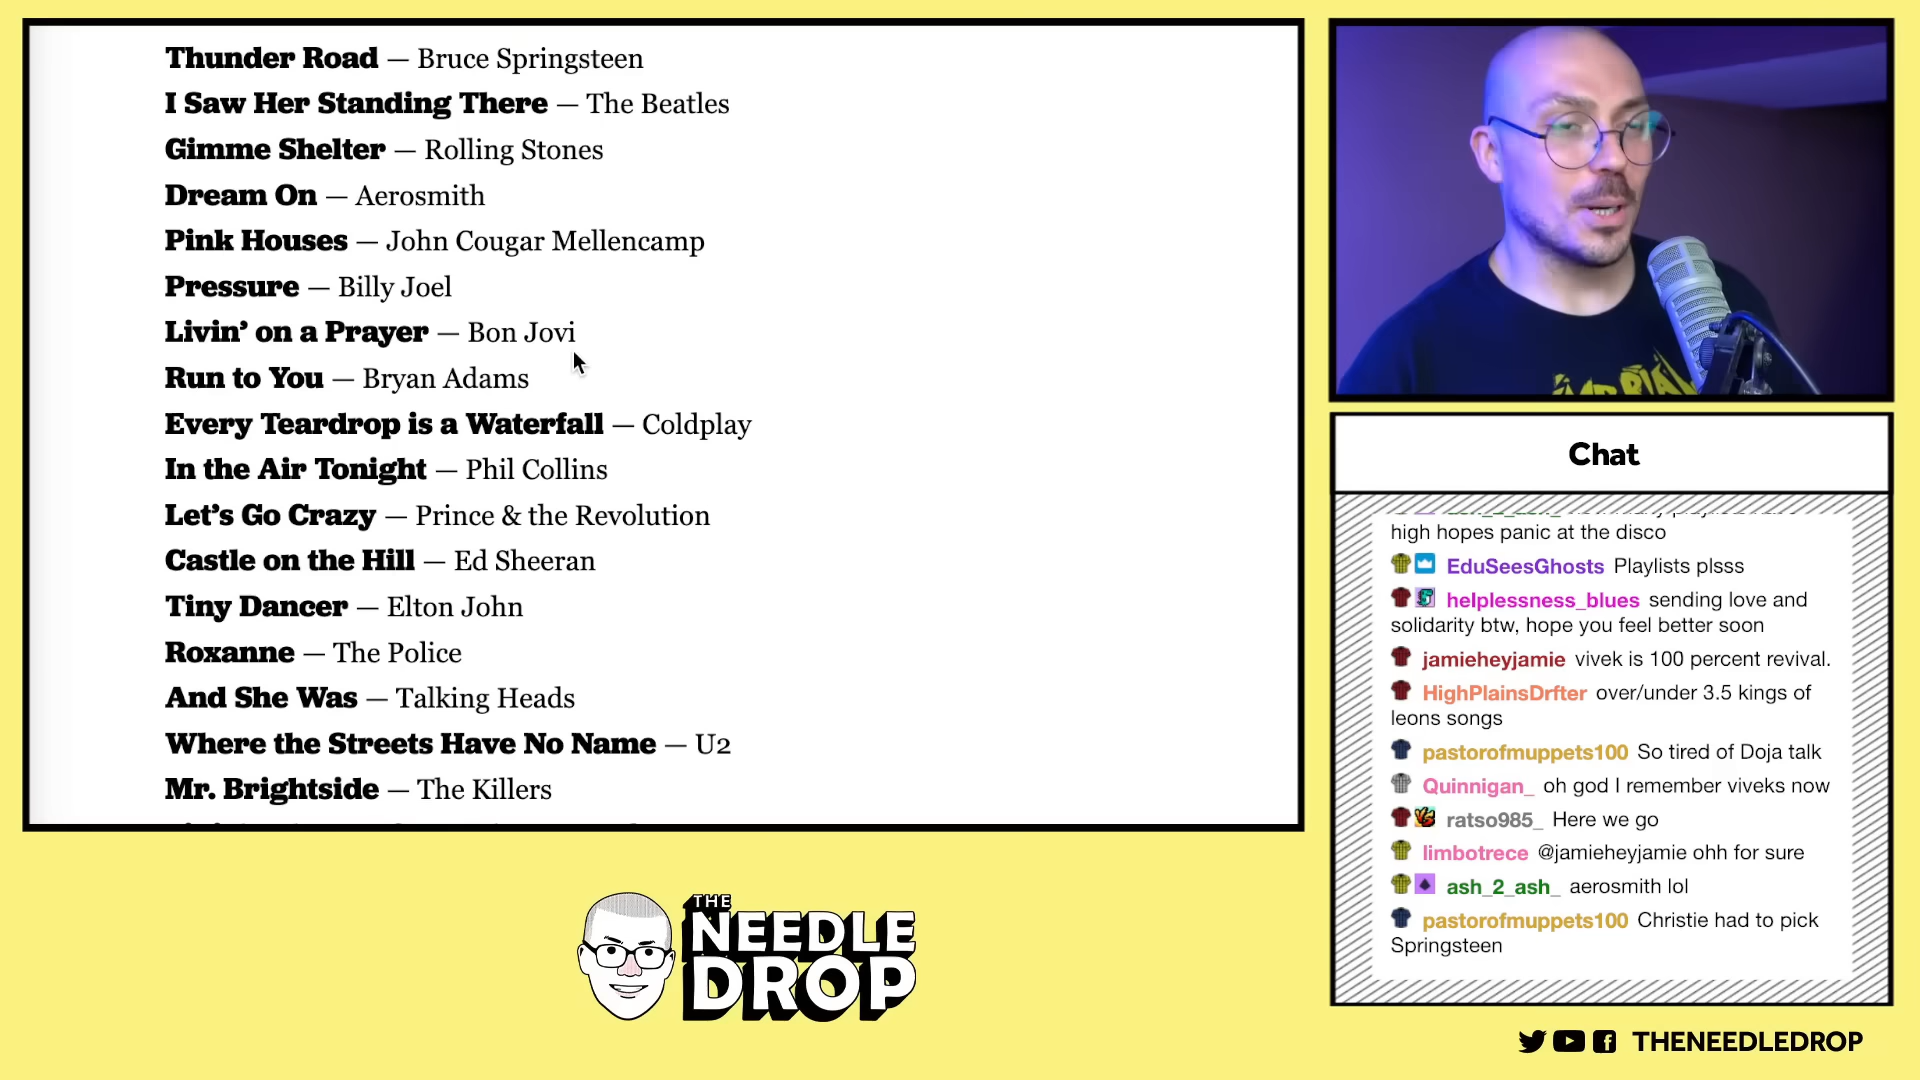 Thunder Road — Bruce Springsteen
I Saw Her Standing There — The Beatles
Gimme Shelter — Rolling Stones
Dream On — Aerosmith
Pink Houses — John Cougar Mellencamp
Pressure — Billy Joel
Livin’ on a Prayer — Bon Jovi
Run to You — Bryan Adams
Every Teardrop is a Waterfall — Coldplay
In the Air Tonight — Phil Collins
Let’s Go Crazy — Prince & the Revolution
Castle on the Hill — Ed Sheeran
Tiny Dancer — Elton John
Roxanne — The Police
And She Was — Talking Heads
Where the Streets Have No Name — U2
Mr. Brightside — The Killers
Chat
high hopes panic at the disco
EduSeesGhosts Playlists plsss
helplessness_blues sending love and
solidarity btw, hope you feel better soon
jamieheyjamie vivek is 100 percent revival.
HighPlainsDrfter over/under 3.5 kings of
leons songs
pastorofmuppets100 So tired of Doja talk
Quinnigan_ oh god I remember viveks now
ratso985_ Here we go
limbotrece @jamieheyjamie ohh for sure
ash_2_ash_ aerosmith lol
pastorofmuppets100 Christie had to pick
Springsteen
THE
NEEDLE
DROP
THENEEDLEDROP